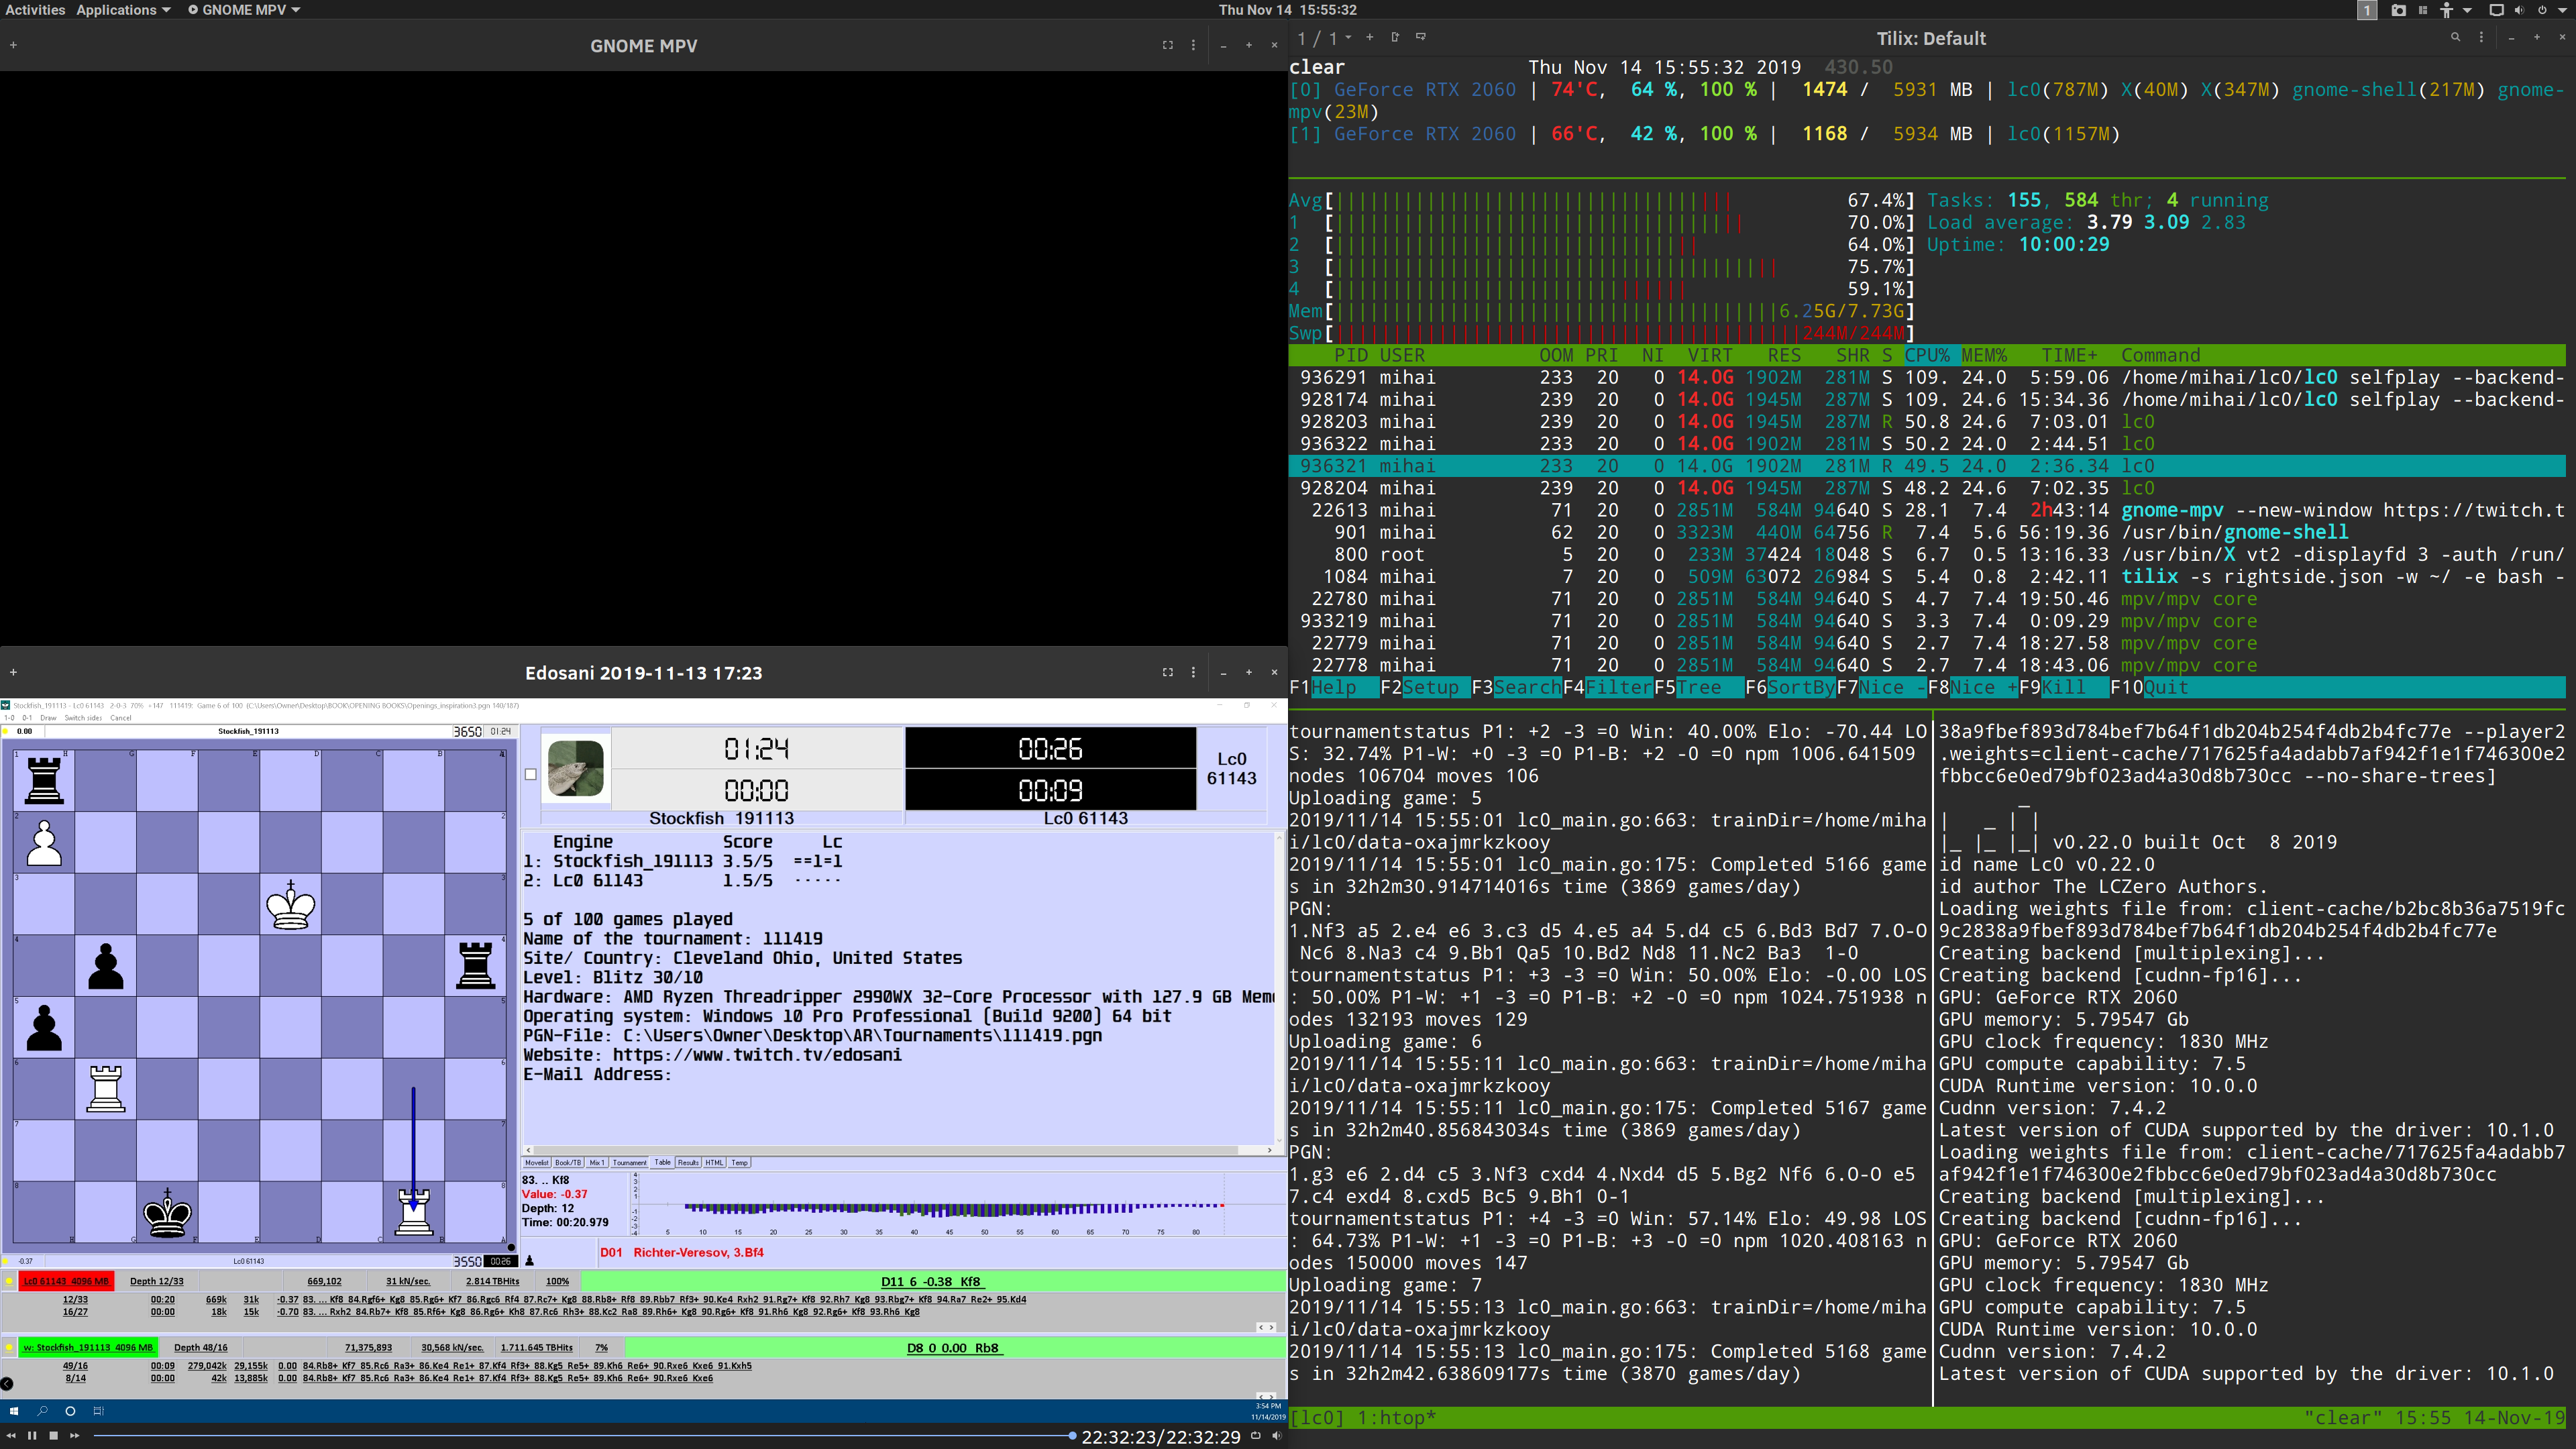 Activities Applications GNOME MPV Thu Nov 14 15:55:32 1
GNOME MPV
1 / 1 Tilix: Default
clear Thu Nov 14 15:55:32 2019 430.50
[0] GeForce RTX 2060 | 74'C, 64 %, 100 % | 1474 / 5931 MB | lc0(787M) X(40M) X(347M) gnome-shell(217M) gnome-
mpv(23M)
[1] GeForce RTX 2060 | 66'C, 42 %, 100 % | 1168 / 5934 MB | lc0(1157M)
Avg[ 67.4%] Tasks: 155, 584 thr; 4 running
1 [ 70.0%] Load average: 3.79 3.09 2.83
2 [ 64.0%] Uptime: 10:00:29
3 [ 75.7%]
4 [ 59.1%]
Mem[ 6.25G/7.73G]
Swp[ 244M/244M]
PID USER OOM PRI NI VIRT RES SHR S CPU% MEM% TIME+ Command
936291 mihai 233 20 0 14.0G 1902M 281M S 109. 24.0 5:59.06 /home/mihai/lc0/lc0 selfplay --backend-
928174 mihai 239 20 0 14.0G 1945M 287M S 109. 24.6 15:34.36 /home/mihai/lc0/lc0 selfplay --backend-
928203 mihai 239 20 0 14.0G 1945M 287M R 50.8 24.6 7:03.01 lc0
936322 mihai 233 20 0 14.0G 1902M 281M S 50.2 24.0 2:44.51 lc0
936321 mihai 233 20 0 14.0G 1902M 281M R 49.5 24.0 2:36.34 lc0
928204 mihai 239 20 0 14.0G 1945M 287M S 48.2 24.6 7:02.35 lc0
22613 mihai 71 20 0 2851M 584M 94640 S 28.1 7.4 2h43:14 gnome-mpv --new-window https://twitch.t
901 mihai 62 20 0 3323M 440M 64756 R 7.4 5.6 56:19.36 /usr/bin/gnome-shell
800 root 5 20 0 233M 37424 18048 S 6.7 0.5 13:16.33 /usr/bin/X vt2 -displayfd 3 -auth /run/
1084 mihai 7 20 0 509M 63072 26984 S 5.4 0.8 2:42.11 tilix -s rightside.json -w ~/ -e bash -
22780 mihai 71 20 0 2851M 584M 94640 S 4.7 7.4 19:50.46 mpv/mpv core
933219 mihai 71 20 0 2851M 584M 94640 S 3.3 7.4 0:09.29 mpv/mpv core
22779 mihai 71 20 0 2851M 584M 94640 S 2.7 7.4 18:27.58 mpv/mpv core
22778 mihai 71 20 0 2851M 584M 94640 S 2.7 7.4 18:43.06 mpv/mpv core
F1Help F2Setup F3SearchF4FilterF5Tree F6SortByF7Nice -F8Nice +F9Kill F10Quit
Edosani 2019-11-13 17:23
Stockfish_191113 - Lc0 61143 2-0-3 70% +147 111419: Game 6 of 100 (C:\Users\Owner\Desktop\BOOK\OPENING BOOKS\Openings_inspiration3.pgn 140/187)
1-0 0-1 Draw Switch sides Cancel
0.00 Stockfish_191113 3650 01:24
01:24 00:26 Lc0
61143
00:00 00:09
Stockfish_191113 Lc0 61143
Engine Score Lc
1: Stockfish_191113 3.5/5 ==1=1
2: Lc0 61143 1.5/5 ·····
5 of 100 games played
Name of the tournament: 111419
Site/ Country: Cleveland Ohio, United States
Level: Blitz 30/10
Hardware: AMD Ryzen Threadripper 2990WX 32-Core Processor with 127.9 GB Mem
Operating system: Windows 10 Pro Professional (Build 9200) 64 bit
PGN-File: C:\Users\Owner\Desktop\AR\Tournaments\111419.pgn
Website: https://www.twitch.tv/edosani
E-Mail Address:
Movelist Book/TB Mix 1 Tournament Table Results HTML Temp
83. .. Kf8
Value: -0.37
Depth: 12
Time: 00:20.979
5 10 15 20 25 30 35 40 45 50 55 60 65 70 75 80
D01 Richter-Veresov, 3.Bf4
-0.37 Lc0 61143 3550 00:26
Lc0 61143 4096 MB Depth 12/33 669,102 31 kN/sec. 2.814 TBHits 100% D11 6 -0.38 Kf8
12/33 00:20 669k 31k -0.37 83. ... Kf8 84.Rgf6+ Kg8 85.Rg6+ Kf7 86.Rgc6 Rf4 87.Rc7+ Kg8 88.Rb8+ Rf8 89.Rbb7 Rf3+ 90.Ke4 Rxh2 91.Rg7+ Kf8 92.Rh7 Kg8 93.Rbg7+ Kf8 94.Ra7 Re2+ 95.Kd4
16/27 00:00 18k 15k -0.70 83. ... Rxh2 84.Rb7+ Kf8 85.Rf6+ Kg8 86.Rg6+ Kh8 87.Rc6 Rh3+ 88.Kc2 Ra8 89.Rh6+ Kg8 90.Rg6+ Kf8 91.Rh6 Kg8 92.Rg6+ Kf8 93.Rh6 Kg8
w: Stockfish_191113 4096 MB Depth 48/16 71,375,893 30,568 kN/sec. 1.711.645 TBHits 7% D8 0 0.00 Rb8
49/16 00:09 279,042k 29,155k 0.00 84.Rb8+ Kf7 85.Rc6 Ra3+ 86.Ke4 Re1+ 87.Kf4 Rf3+ 88.Kg5 Re5+ 89.Kh6 Re6+ 90.Rxe6 Kxe6 91.Kxh5
8/14 00:00 42k 13,885k 0.00 84.Rb8+ Kf7 85.Rc6 Ra3+ 86.Ke4 Re1+ 87.Kf4 Rf3+ 88.Kg5 Re5+ 89.Kh6 Re6+ 90.Rxe6 Kxe6
3:54 PM
11/14/2019
22:32:23/22:32:29
tournamentstatus P1: +2 -3 =0 Win: 40.00% Elo: -70.44 LO
S: 32.74% P1-W: +0 -3 =0 P1-B: +2 -0 =0 npm 1006.641509
nodes 106704 moves 106
Uploading game: 5
2019/11/14 15:55:01 lc0_main.go:663: trainDir=/home/miha
i/lc0/data-oxajmrkzkooy
2019/11/14 15:55:01 lc0_main.go:175: Completed 5166 game
s in 32h2m30.914714016s time (3869 games/day)
PGN:
1.Nf3 a5 2.e4 e6 3.c3 d5 4.e5 a4 5.d4 c5 6.Bd3 Bd7 7.O-O
Nc6 8.Na3 c4 9.Bb1 Qa5 10.Bd2 Nd8 11.Nc2 Ba3 1-0
tournamentstatus P1: +3 -3 =0 Win: 50.00% Elo: -0.00 LOS
: 50.00% P1-W: +1 -3 =0 P1-B: +2 -0 =0 npm 1024.751938 n
odes 132193 moves 129
Uploading game: 6
2019/11/14 15:55:11 lc0_main.go:663: trainDir=/home/miha
i/lc0/data-oxajmrkzkooy
2019/11/14 15:55:11 lc0_main.go:175: Completed 5167 game
s in 32h2m40.856843034s time (3869 games/day)
PGN:
1.g3 e6 2.d4 c5 3.Nf3 cxd4 4.Nxd4 d5 5.Bg2 Nf6 6.O-O e5
7.c4 exd4 8.cxd5 Bc5 9.Bh1 0-1
tournamentstatus P1: +4 -3 =0 Win: 57.14% Elo: 49.98 LOS
: 64.73% P1-W: +1 -3 =0 P1-B: +3 -0 =0 npm 1020.408163 n
odes 150000 moves 147
Uploading game: 7
2019/11/14 15:55:13 lc0_main.go:663: trainDir=/home/miha
i/lc0/data-oxajmrkzkooy
2019/11/14 15:55:13 lc0_main.go:175: Completed 5168 game
s in 32h2m42.638609177s time (3870 games/day)
38a9fbef893d784bef7b64f1db204b254f4db2b4fc77e --player2
.weights=client-cache/717625fa4adabb7af942f1e1f746300e2
fbbcc6e0ed79bf023ad4a30d8b730cc --no-share-trees]
_
| _ | |
|_ |_ |_| v0.22.0 built Oct 8 2019
id name Lc0 v0.22.0
id author The LCZero Authors.
Loading weights file from: client-cache/b2bc8b36a7519fc
9c2838a9fbef893d784bef7b64f1db204b254f4db2b4fc77e
Creating backend [multiplexing]...
Creating backend [cudnn-fp16]...
GPU: GeForce RTX 2060
GPU memory: 5.79547 Gb
GPU clock frequency: 1830 MHz
GPU compute capability: 7.5
CUDA Runtime version: 10.0.0
Cudnn version: 7.4.2
Latest version of CUDA supported by the driver: 10.1.0
Loading weights file from: client-cache/717625fa4adabb7
af942f1e1f746300e2fbbcc6e0ed79bf023ad4a30d8b730cc
Creating backend [multiplexing]...
Creating backend [cudnn-fp16]...
GPU: GeForce RTX 2060
GPU memory: 5.79547 Gb
GPU clock frequency: 1830 MHz
GPU compute capability: 7.5
CUDA Runtime version: 10.0.0
Cudnn version: 7.4.2
Latest version of CUDA supported by the driver: 10.1.0
[lc0] 1:htop* "clear" 15:55 14-Nov-19